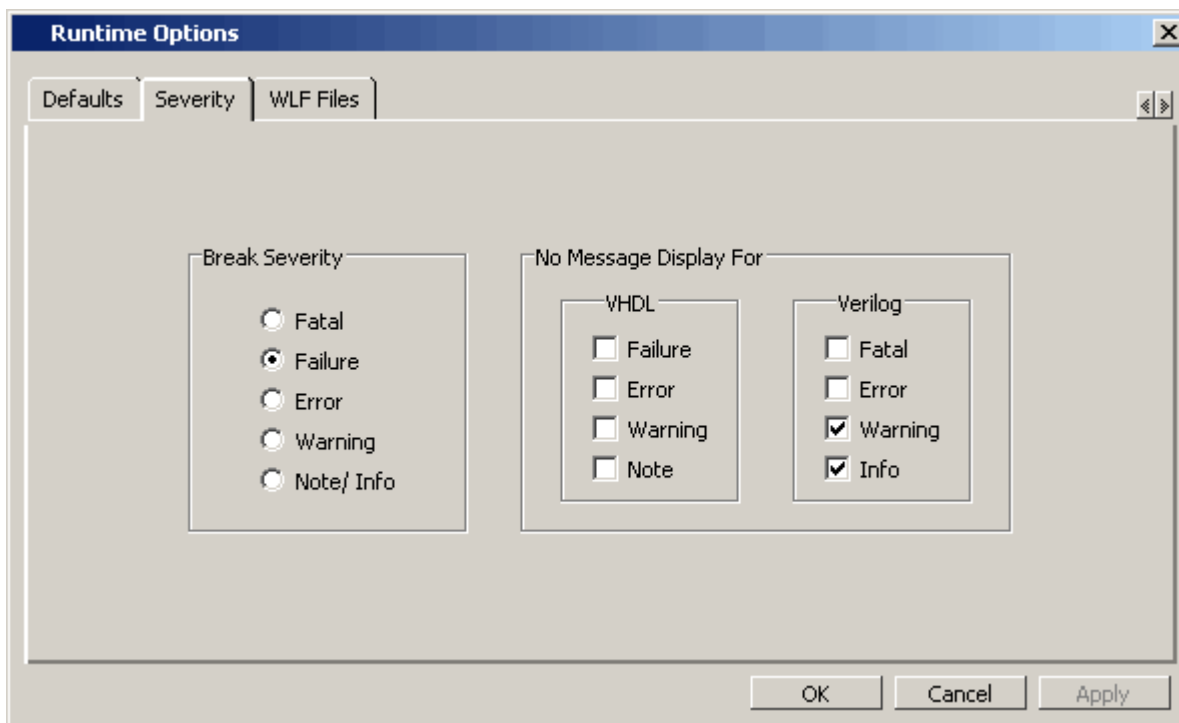 Runtime Options
Defaults Severity WLF Files
Break Severity
Fatal
Failure
Error
Warning
Note/ Info
No Message Display For
VHDL
Failure
Error
Warning
Note
Verilog
Fatal
Error
Warning
Info
OK Cancel Apply